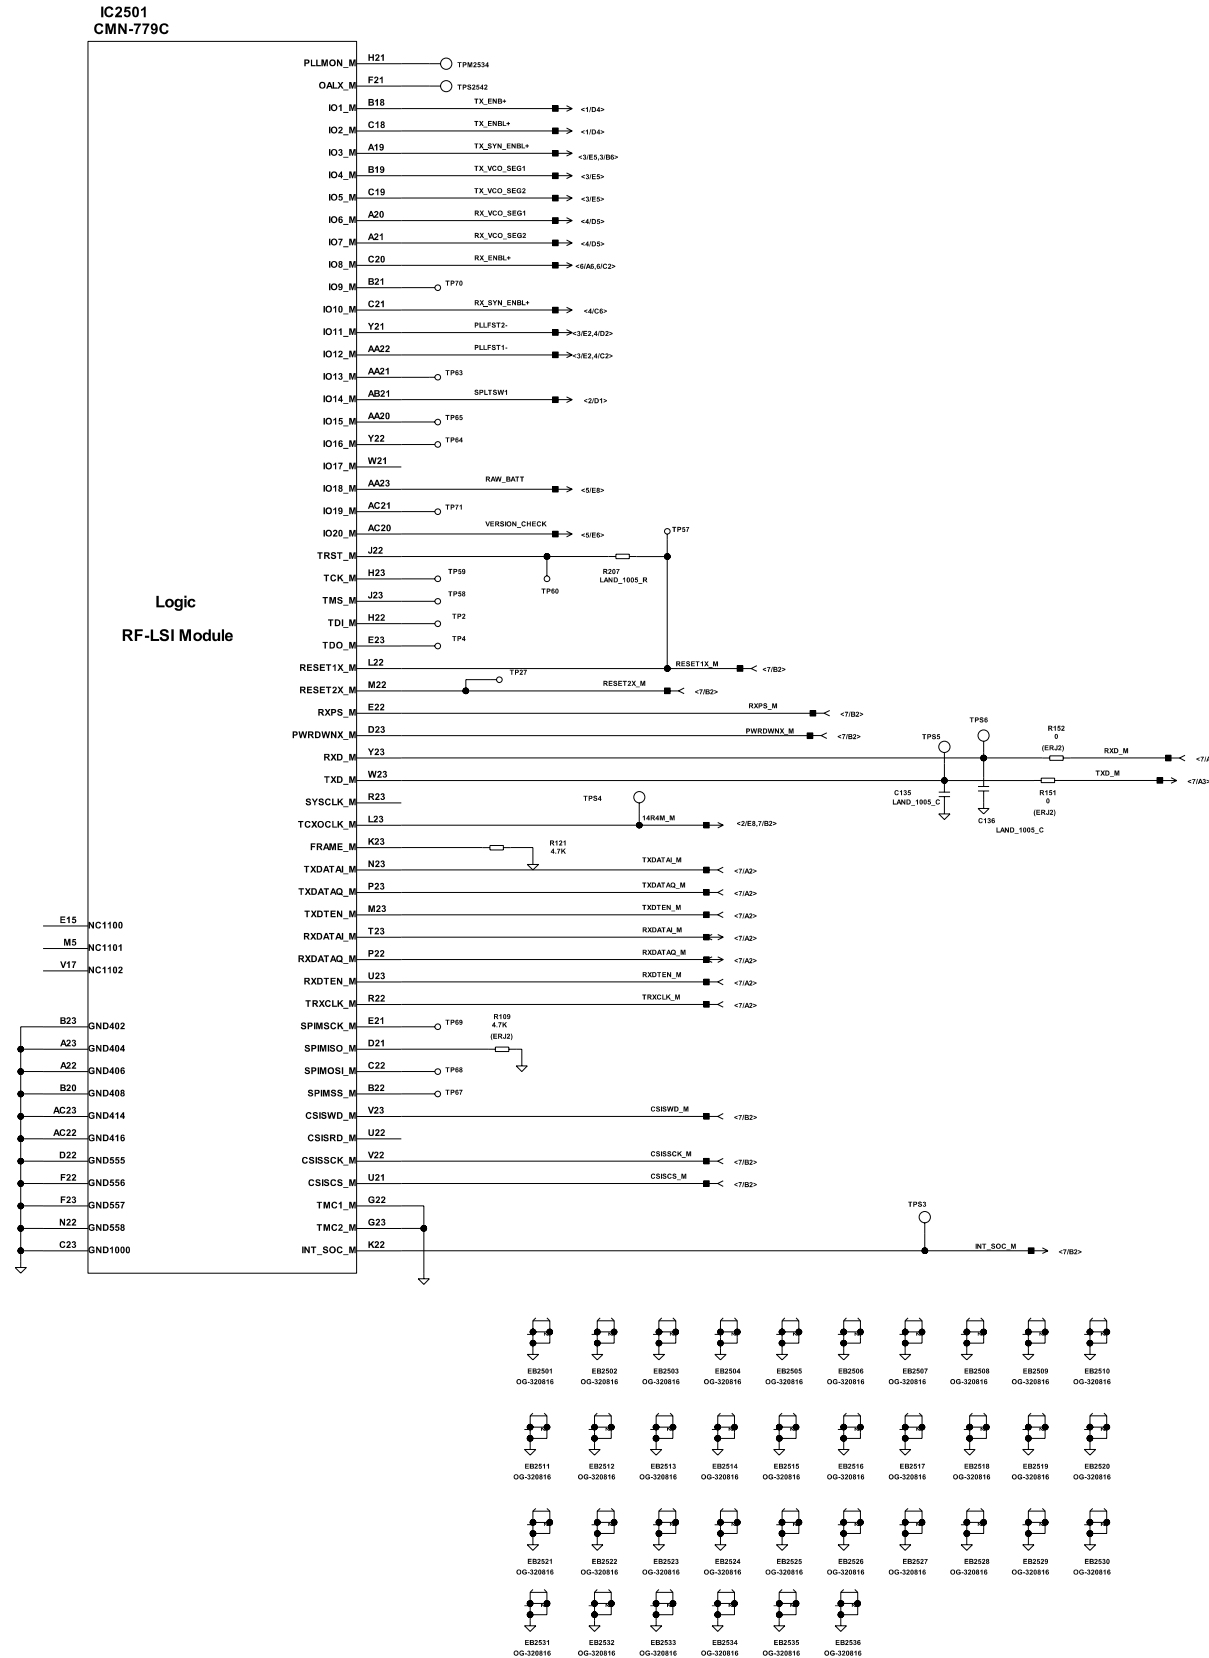 IC2501
CMN-779C
PLLMON_M H21 TPM2534
OALX_M F21 TPS2542
IO1_M B18 TX_ENB+ <1/D4>
IO2_M C18 TX_ENBL+ <1/D4>
IO3_M A19 TX_SYN_ENBL+ <3/E5,3/B6>
IO4_M B19 TX_VCO_SEG1 <3/E5>
IO5_M C19 TX_VCO_SEG2 <3/E5>
IO6_M A20 RX_VCO_SEG1 <4/D5>
IO7_M A21 RX_VCO_SEG2 <4/D5>
IO8_M C20 RX_ENBL+ <6/A6,6/C2>
IO9_M B21 TP70
IO10_M C21 RX_SYN_ENBL+ <4/C6>
IO11_M Y21 PLLFST2- <3/E2,4/D2>
IO12_M AA22 PLLFST1- <3/E2,4/C2>
IO13_M AA21 TP63
IO14_M AB21 SPLTSW1 <2/D1>
IO15_M AA20 TP65
IO16_M Y22 TP64
IO17_M W21
IO18_M AA23 RAW_BATT <5/E8>
IO19_M AC21 TP71
IO20_M AC20 VERSION_CHECK <5/E6>
TP57
TRST_M J22
R207
LAND_1005_R
TP60
TCK_M H23 TP59
TMS_M J23 TP58
Logic
RF-LSI Module
TDI_M H22 TP2
TDO_M E23 TP4
RESET1X_M L22 RESET1X_M <7/B2>
TP27
RESET2X_M M22 RESET2X_M <7/B2>
RXPS_M E22 RXPS_M <7/B2>
PWRDWNX_M D23 PWRDWNX_M <7/B2>
TPS5
TPS6
R152
0
(ERJ2)
RXD_M Y23 RXD_M
TXD_M W23 TXD_M <7/A3>
C135
LAND_1005_C
R151
0
(ERJ2)
C136
LAND_1005_C
SYSCLK_M R23
TPS4
TCXOCLK_M L23 14R4M_M <2/E8,7/B2>
FRAME_M K23
R121
4.7K
TXDATAI_M N23 TXDATAI_M <7/A2>
TXDATAQ_M P23 TXDATAQ_M <7/A2>
TXDTEN_M M23 TXDTEN_M <7/A2>
RXDATAI_M T23 RXDATAI_M <7/A2>
RXDATAQ_M P22 RXDATAQ_M <7/A2>
RXDTEN_M U23 RXDTEN_M <7/A2>
TRXCLK_M R22 TRXCLK_M <7/A2>
E15 NC1100
M5 NC1101
V17 NC1102
SPIMSCK_M E21 TP69
R109
4.7K
(ERJ2)
SPIMISO_M D21
SPIMOSI_M C22 TP68
SPIMSS_M B22 TP67
CSISWD_M V23 CSISWD_M <7/B2>
CSISRD_M U22
CSISSCK_M V22 CSISSCK_M <7/B2>
CSISCS_M U21 CSISCS_M <7/B2>
TMC1_M G22
TMC2_M G23
TPS3
INT_SOC_M K22 INT_SOC_M <7/B2>
B23 GND402
A23 GND404
A22 GND406
B20 GND408
AC23 GND414
AC22 GND416
D22 GND555
F22 GND556
F23 GND557
N22 GND558
C23 GND1000
EB2501 EB2502 EB2503 EB2504 EB2505 EB2506 EB2507 EB2508 EB2509 EB2510
OG-320816 OG-320816 OG-320816 OG-320816 OG-320816 OG-320816 OG-320816 OG-320816 OG-320816 OG-320816
EB2511 EB2512 EB2513 EB2514 EB2515 EB2516 EB2517 EB2518 EB2519 EB2520
OG-320816 OG-320816 OG-320816 OG-320816 OG-320816 OG-320816 OG-320816 OG-320816 OG-320816 OG-320816
EB2521 EB2522 EB2523 EB2524 EB2525 EB2526 EB2527 EB2528 EB2529 EB2530
OG-320816 OG-320816 OG-320816 OG-320816 OG-320816 OG-320816 OG-320816 OG-320816 OG-320816 OG-320816
EB2531 EB2532 EB2533 EB2534 EB2535 EB2536
OG-320816 OG-320816 OG-320816 OG-320816 OG-320816 OG-320816